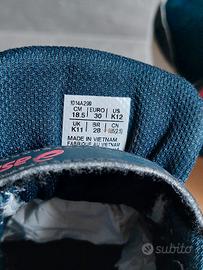 1014A299
CM EURO US
18.5 30 K12
UK BR CN
K11 28
MADE IN VIETNAM
FABRIQUÉ AU VIETNAM
subito